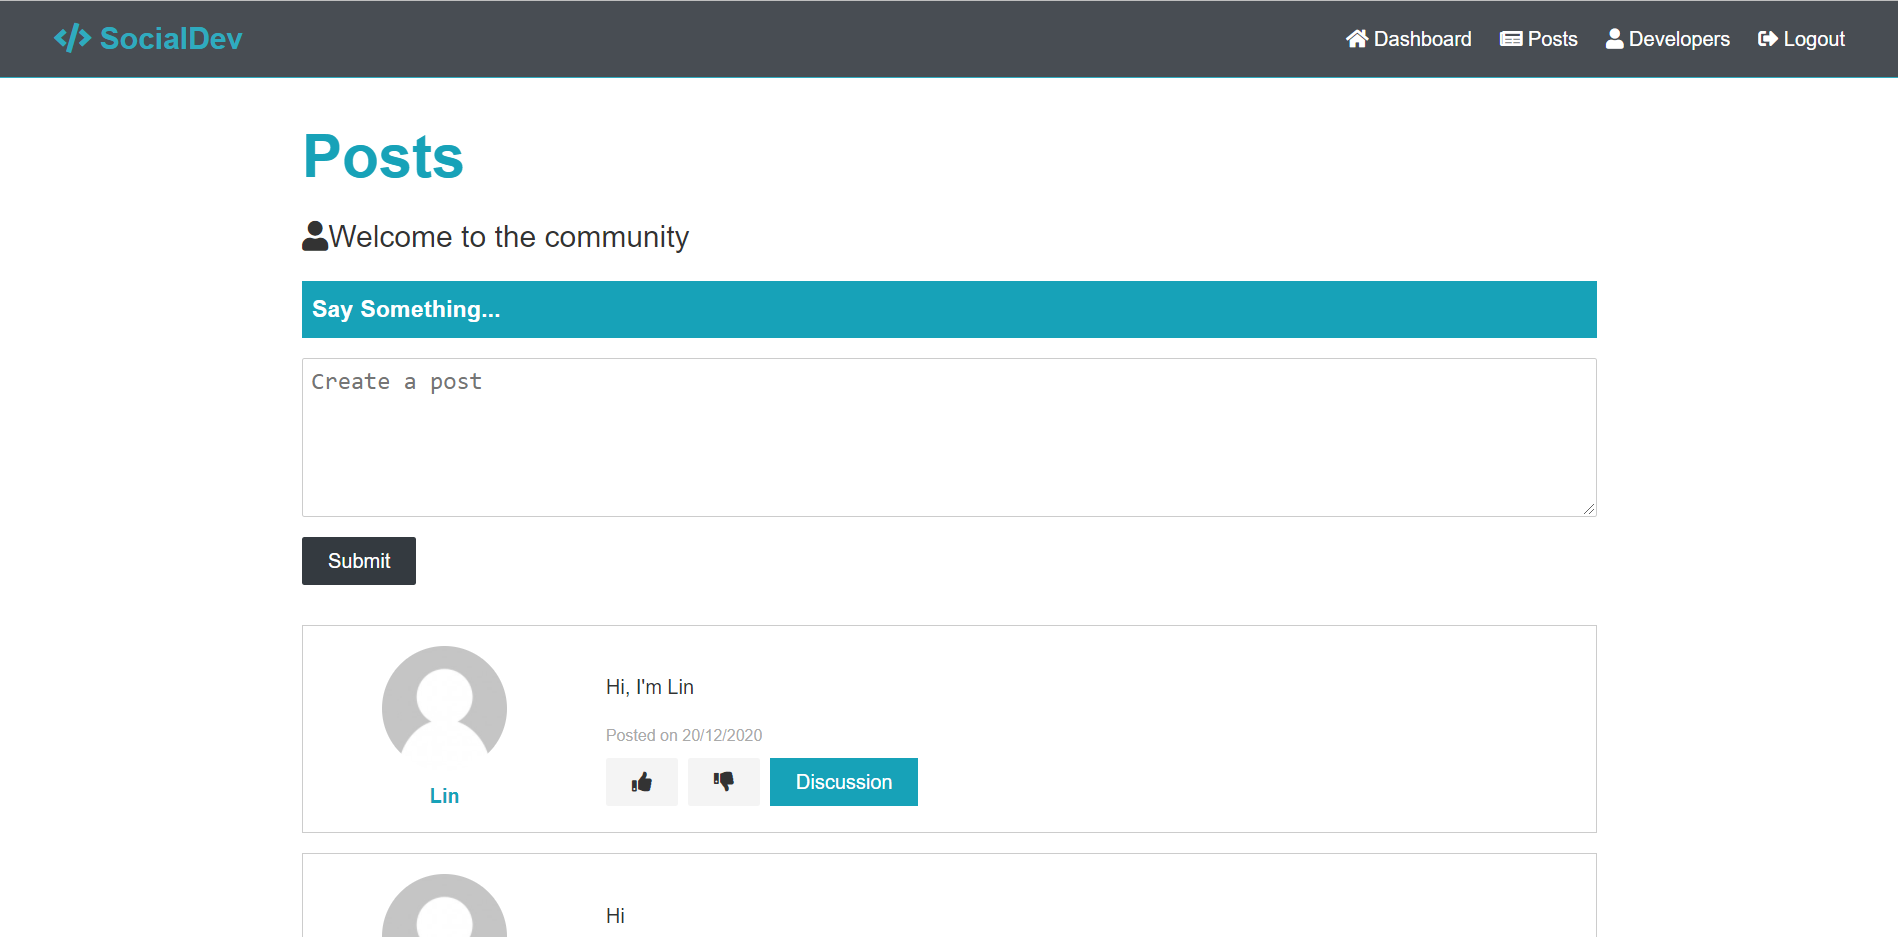 SocialDev
Dashboard Posts Developers Logout
Posts
Welcome to the community
Say Something...
Create a post
Submit
Hi, I'm Lin
Posted on 20/12/2020
Discussion
Lin
Hi